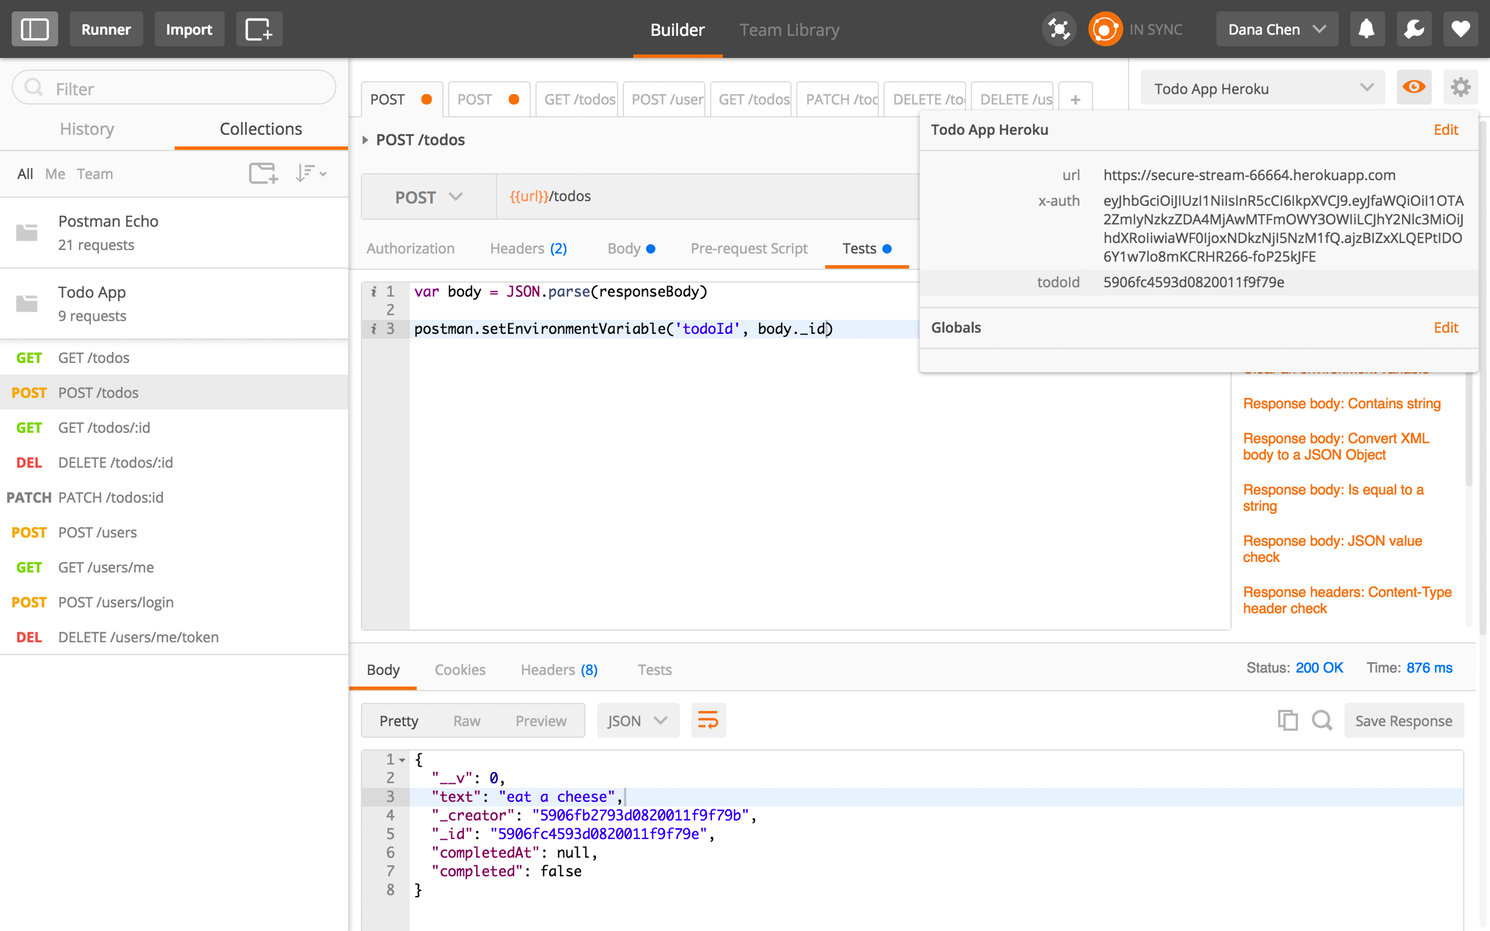 Runner
Import
Builder
Team Library
IN SYNC
Dana Chen
Filter
History
Collections
All Me Team
Postman Echo
21 requests
Todo App
9 requests
GET GET /todos
POST POST /todos
GET GET /todos/:id
DEL DELETE /todos/:id
PATCH PATCH /todos:id
POST POST /users
GET GET /users/me
POST POST /users/login
DEL DELETE /users/me/token
POST
POST
GET /todos
POST /user
GET /todos
PATCH /toc
DELETE /to
DELETE /us
+
Todo App Heroku
POST /todos
POST
{{url}}/todos
Authorization
Headers (2)
Body
Pre-request Script
Tests
i 1 var body = JSON.parse(responseBody)
2
i 3 postman.setEnvironmentVariable('todoId', body._id)
Todo App Heroku
Edit
url https://secure-stream-66664.herokuapp.com
x-auth eyJhbGciOiJIUzI1NiIsInR5cCI6IkpXVCJ9.eyJfaWQiOiI1OTA
2ZmIyNzkzZDA4MjAwMTFmOWY3OWIiLCJhY2Nlc3MiOiJ
hdXRoIiwiaWF0IjoxNDkzNjI5NzM1fQ.ajzBIZxXLQEPtIDO
6Y1w7lo8mKCRHR266-foP25kJFE
todoId 5906fc4593d0820011f9f79e
Globals
Edit
Clear an environment variable
Response body: Contains string
Response body: Convert XML
body to a JSON Object
Response body: Is equal to a
string
Response body: JSON value
check
Response headers: Content-Type
header check
Body
Cookies
Headers (8)
Tests
Status: 200 OK
Time: 876 ms
Pretty
Raw
Preview
JSON
Save Response
1 {
2 "__v": 0,
3 "text": "eat a cheese",
4 "_creator": "5906fb2793d0820011f9f79b",
5 "_id": "5906fc4593d0820011f9f79e",
6 "completedAt": null,
7 "completed": false
8 }